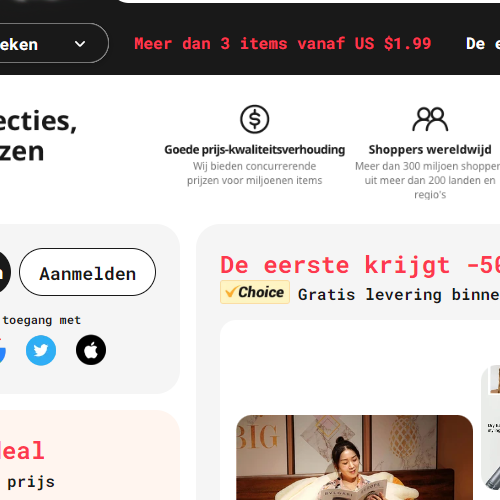 eken
Meer dan 3 items vanaf US $1.99
De e
ecties,
zen
Goede prijs-kwaliteitsverhouding
Wij bieden concurrerende
prijzen voor miljoenen items
Shoppers wereldwijd
Meer dan 300 miljoen shopper
uit meer dan 200 landen en
regio's
Aanmelden
toegang met
deal
prijs
De eerste krijgt -50
Choice Gratis levering binne
BIG